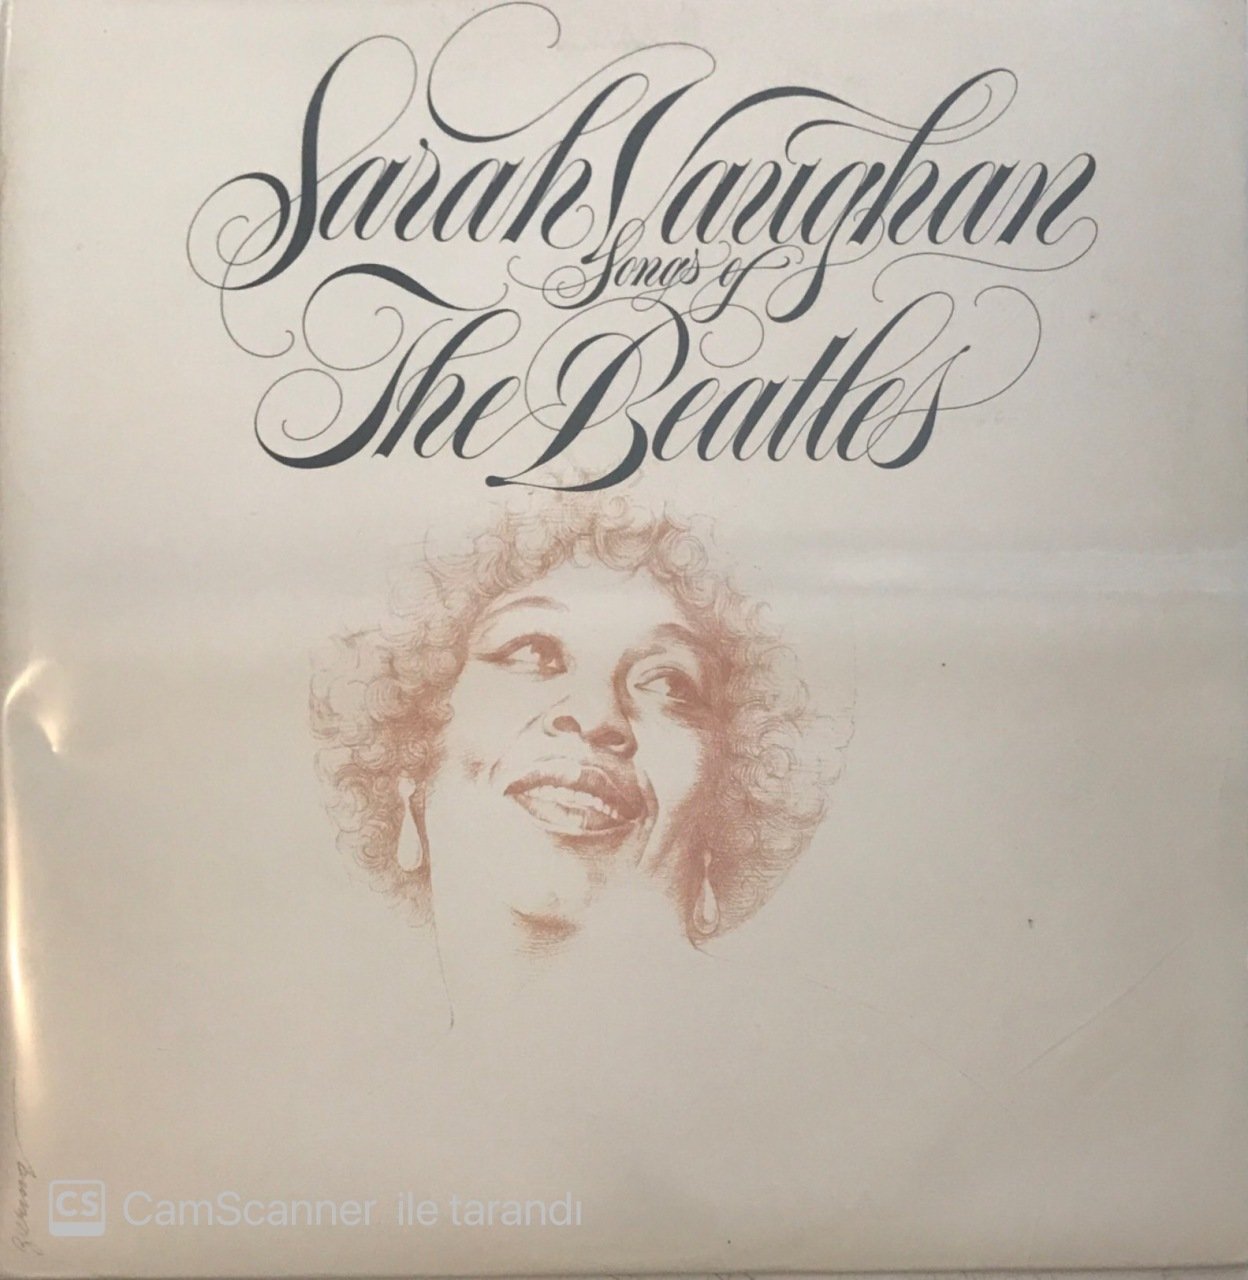 Sarah Vaughan
Songs of
The Beatles
CS CamScanner ile tarandı